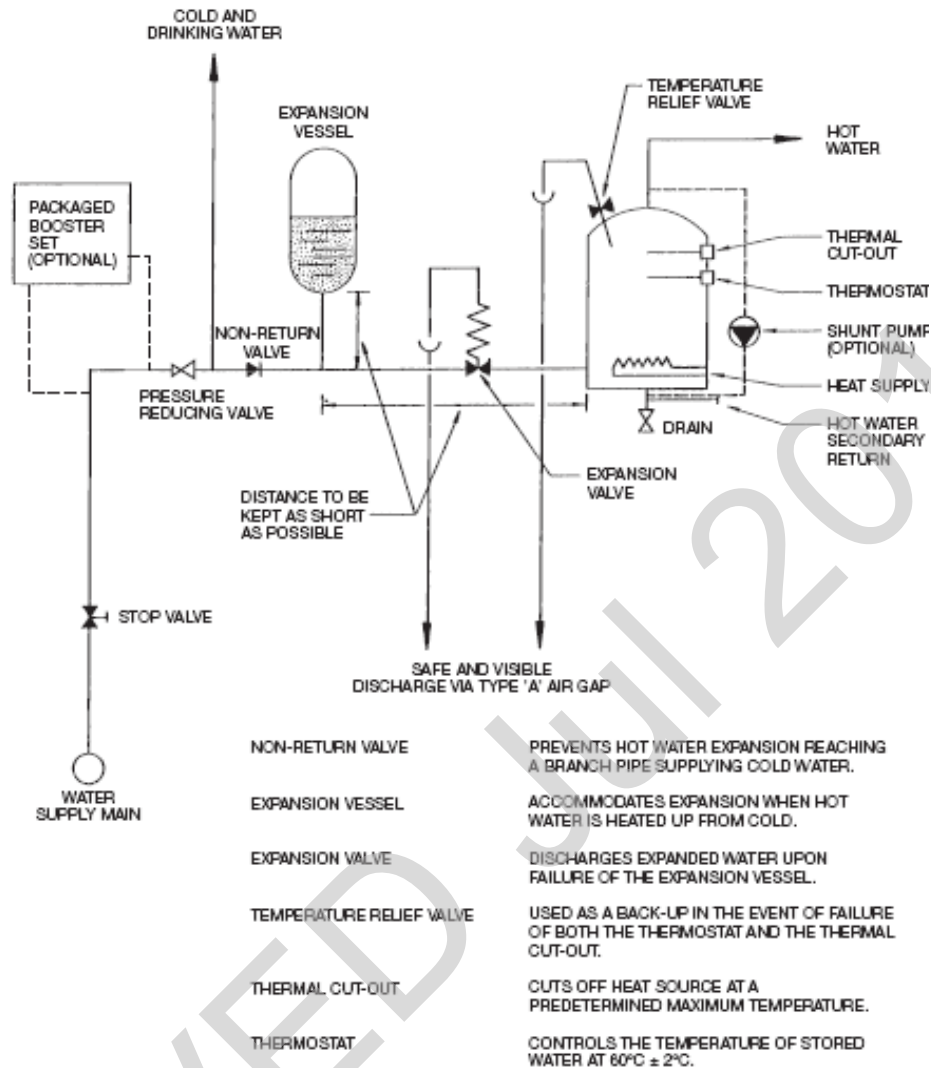 COLD AND
DRINKING WATER
TEMPERATURE
RELIEF VALVE
EXPANSION
VESSEL
HOT
WATER
PACKAGED
BOOSTER
SET
(OPTIONAL)
THERMAL
CUT-OUT
THERMOSTAT
NON-RETURN
VALVE
SHUNT PUMP
(OPTIONAL)
PRESSURE
REDUCING VALVE
HEAT SUPPLY
DRAIN
HOT WATER
SECONDARY
RETURN
EXPANSION
VALVE
DISTANCE TO BE
KEPT AS SHORT
AS POSSIBLE
STOP VALVE
SAFE AND VISIBLE
DISCHARGE VIA TYPE 'A' AIR GAP
WATER
SUPPLY MAIN
NON-RETURN VALVE PREVENTS HOT WATER EXPANSION REACHING
A BRANCH PIPE SUPPLYING COLD WATER.
EXPANSION VESSEL ACCOMMODATES EXPANSION WHEN HOT
WATER IS HEATED UP FROM COLD.
EXPANSION VALVE DISCHARGES EXPANDED WATER UPON
FAILURE OF THE EXPANSION VESSEL.
TEMPERATURE RELIEF VALVE USED AS A BACK-UP IN THE EVENT OF FAILURE
OF BOTH THE THERMOSTAT AND THE THERMAL
CUT-OUT.
THERMAL CUT-OUT CUTS OFF HEAT SOURCE AT A
PREDETERMINED MAXIMUM TEMPERATURE.
THERMOSTAT CONTROLS THE TEMPERATURE OF STORED
WATER AT 60°C ± 2°C.
Jul 201